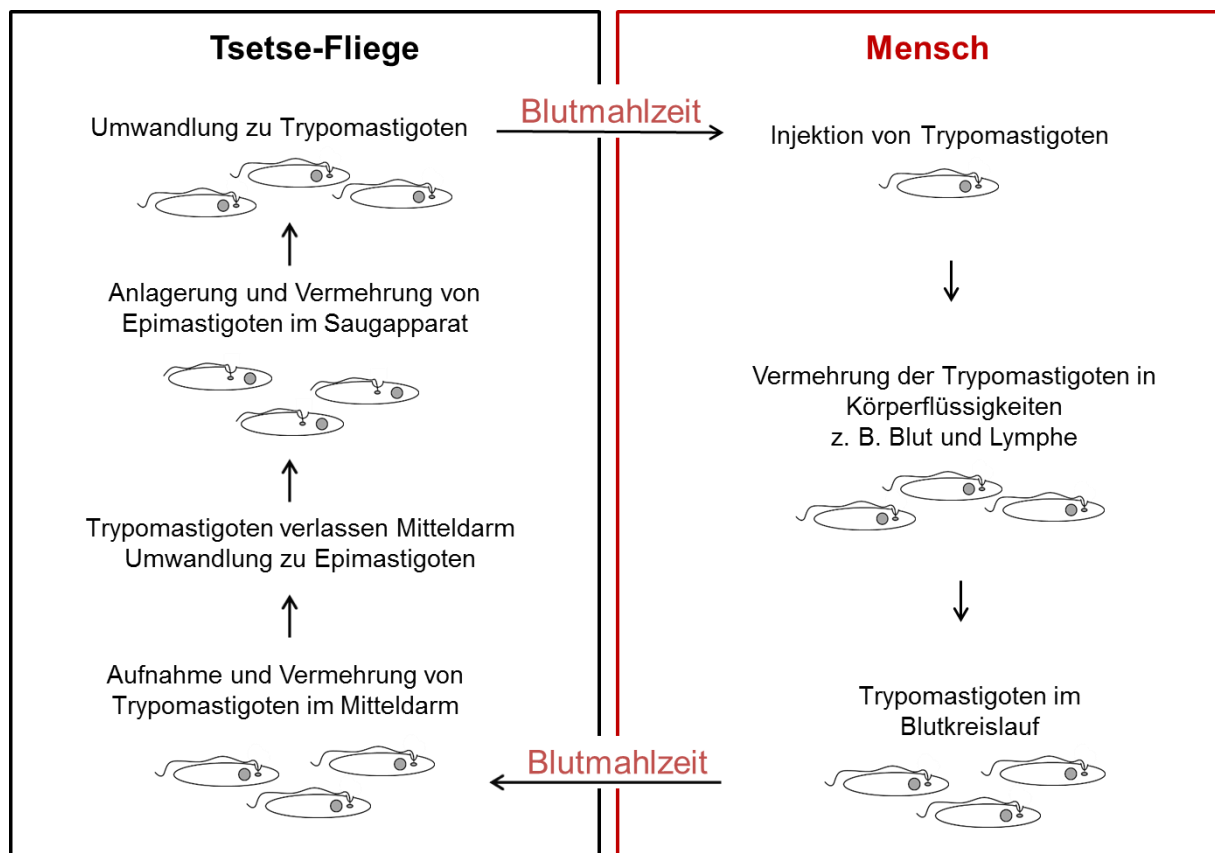 Tsetse-Fliege
Umwandlung zu Trypomastigoten
Anlagerung und Vermehrung von
Epimastigoten im Saugapparat
Trypomastigoten verlassen Mitteldarm
Umwandlung zu Epimastigoten
Aufnahme und Vermehrung von
Trypomastigoten im Mitteldarm
Blutmahlzeit
Mensch
Injektion von Trypomastigoten
Vermehrung der Trypomastigoten in
Körperflüssigkeiten
z. B. Blut und Lymphe
Trypomastigoten im
Blutkreislauf
Blutmahlzeit